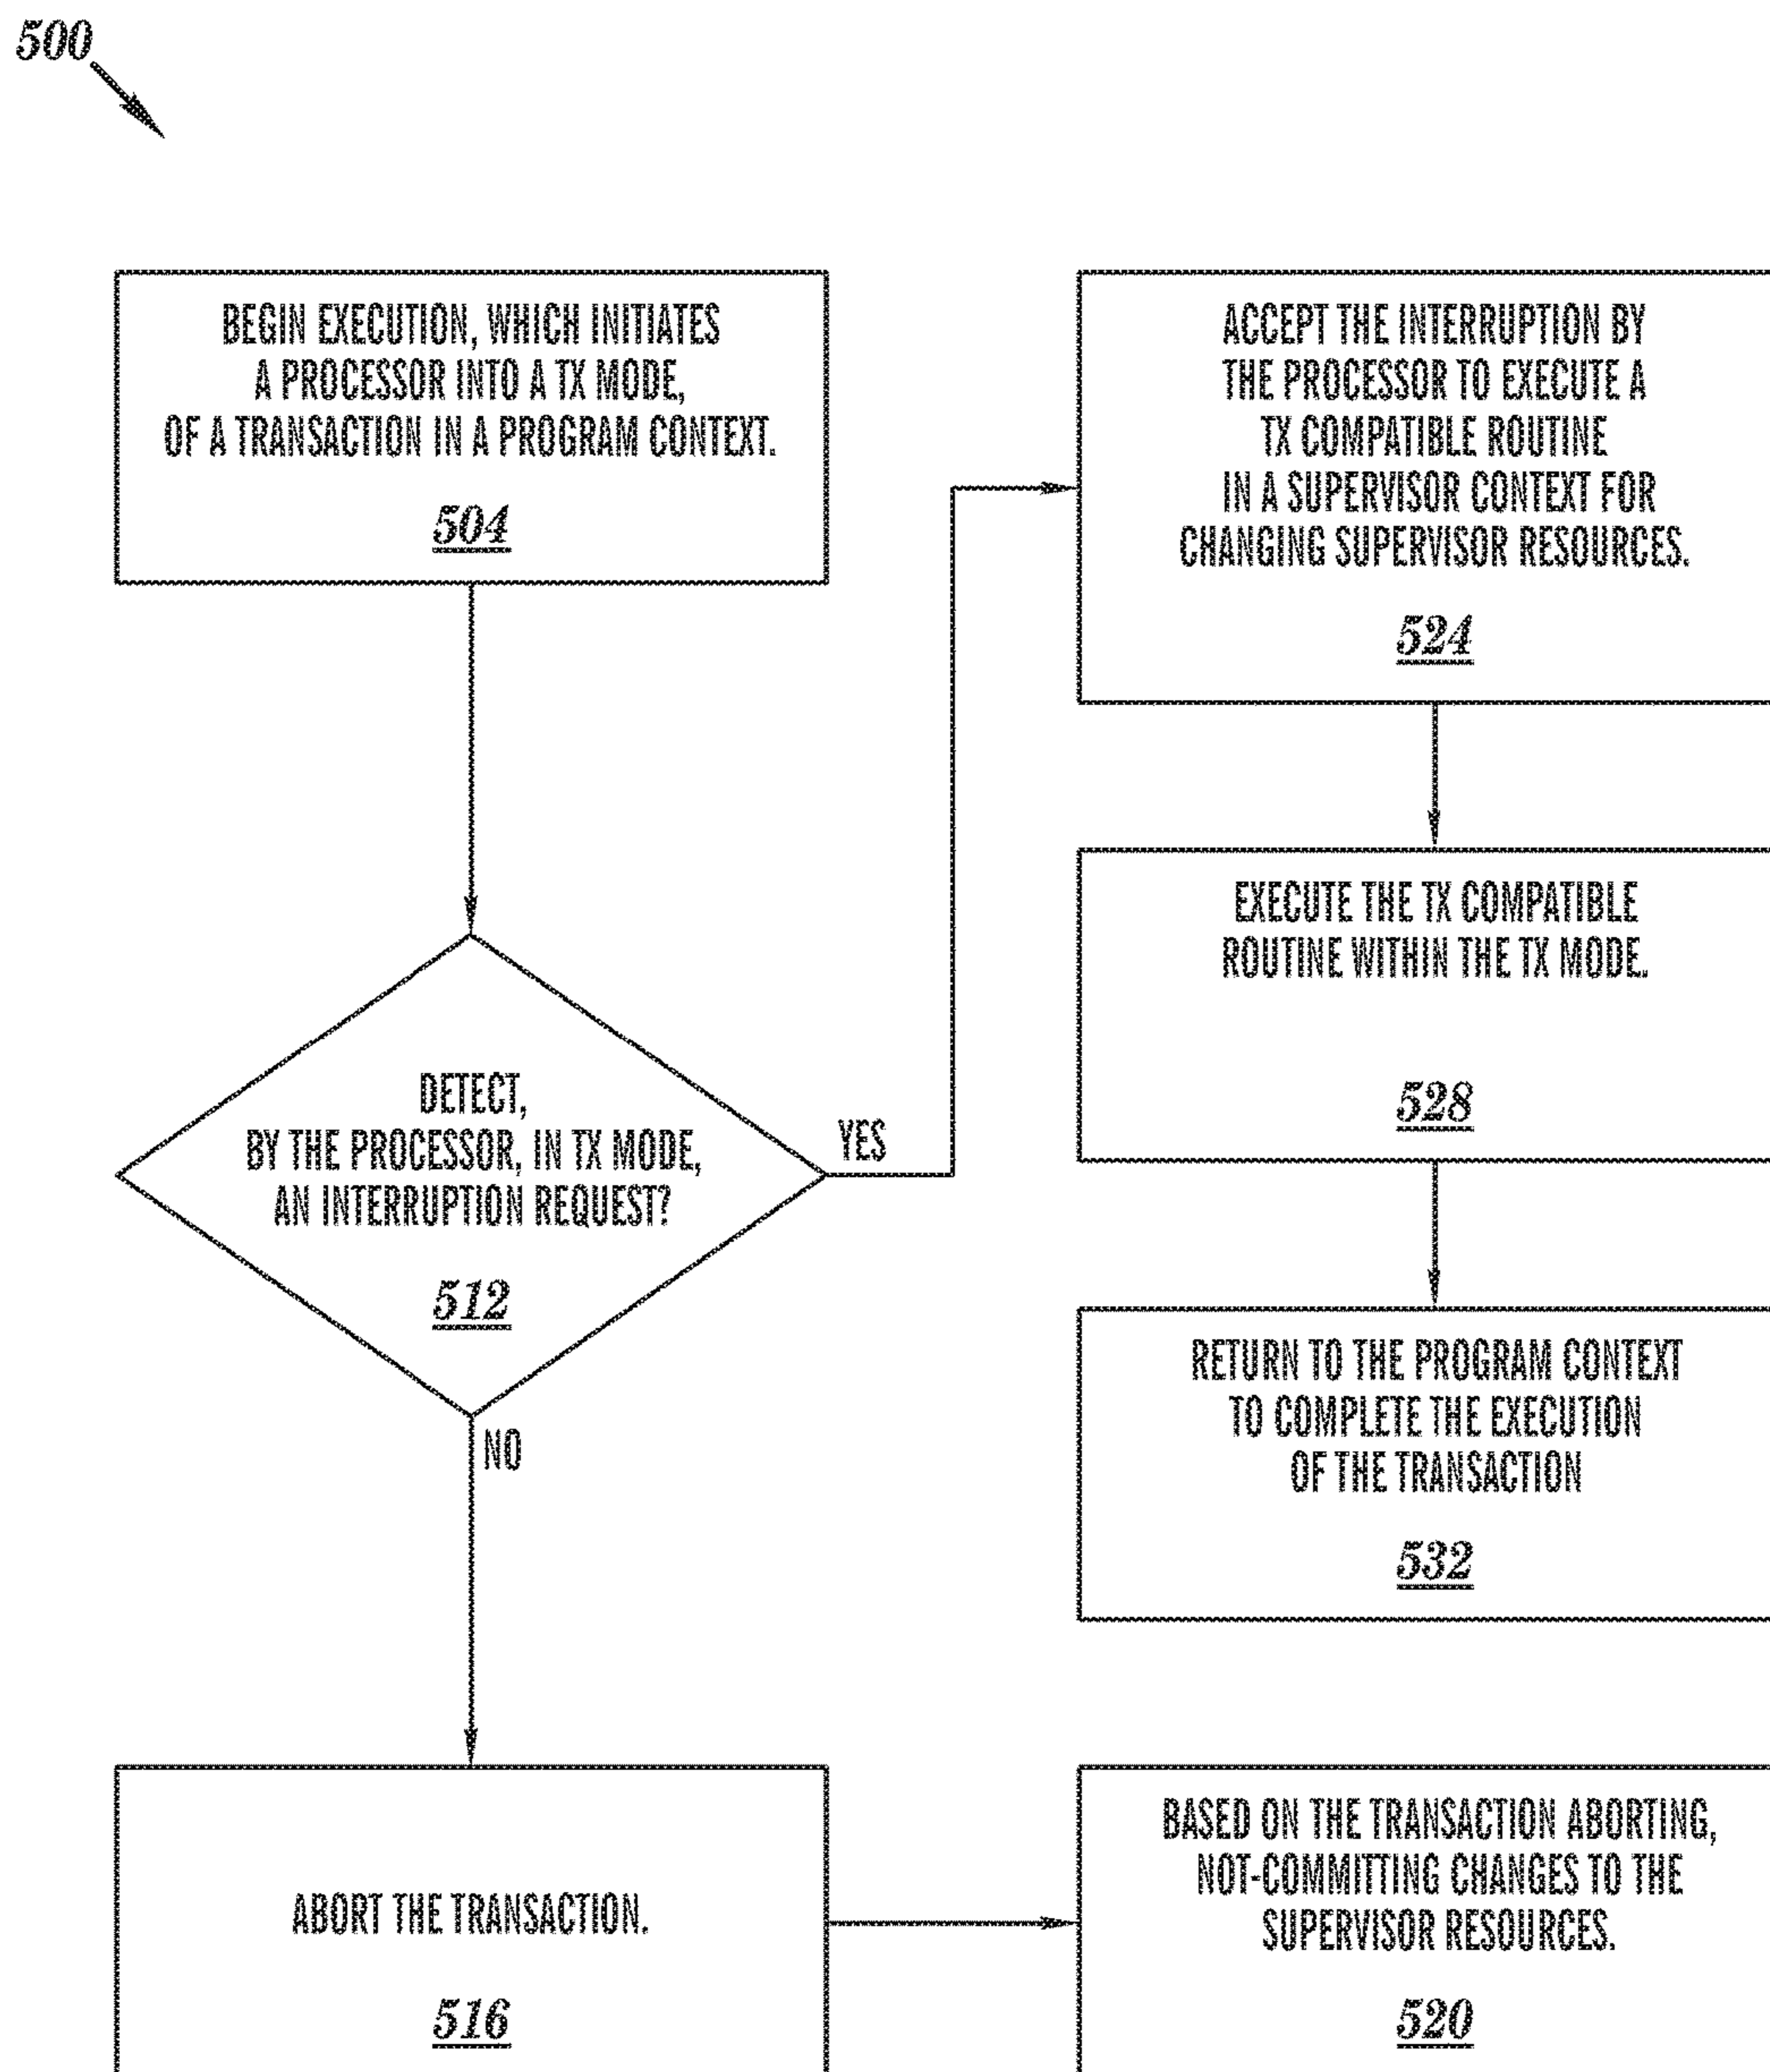 500
BEGIN EXECUTION, WHICH INITIATES
A PROCESSOR INTO A TX MODE,
OF A TRANSACTION IN A PROGRAM CONTEXT.
504
DETECT,
BY THE PROCESSOR, IN TX MODE,
AN INTERRUPTION REQUEST?
512
YES
NO
ABORT THE TRANSACTION.
516
ACCEPT THE INTERRUPTION BY
THE PROCESSOR TO EXECUTE A
TX COMPATIBLE ROUTINE
IN A SUPERVISOR CONTEXT FOR
CHANGING SUPERVISOR RESOURCES.
524
EXECUTE THE TX COMPATIBLE
ROUTINE WITHIN THE TX MODE.
528
RETURN TO THE PROGRAM CONTEXT
TO COMPLETE THE EXECUTION
OF THE TRANSACTION
532
BASED ON THE TRANSACTION ABORTING,
NOT-COMMITTING CHANGES TO THE
SUPERVISOR RESOURCES.
520